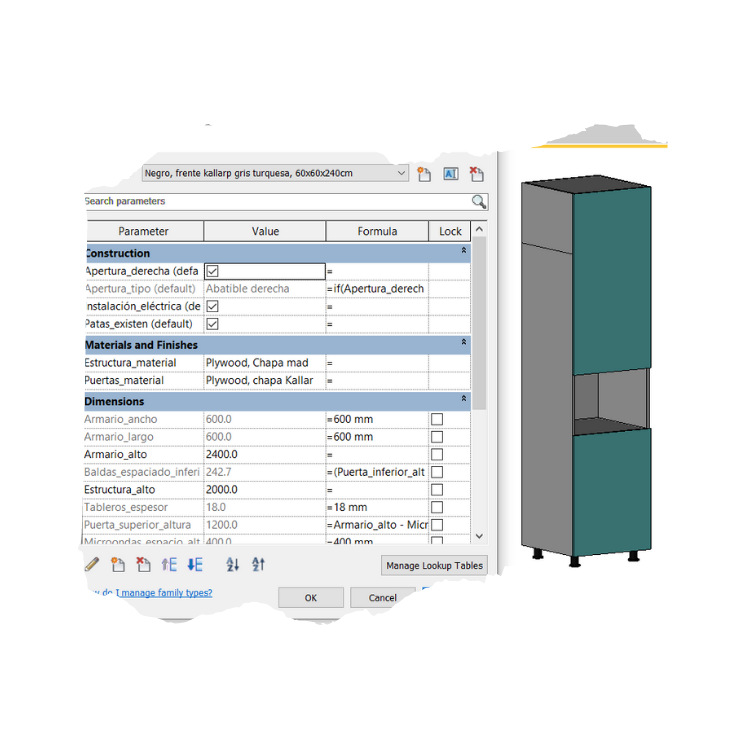 Negro, frente kallarp gris turquesa, 60x60x240cm
Search parameters
Parameter Value Formula Lock
Construction
Apertura_derecha (defa =
Apertura_tipo (default) Abatible derecha =if(Apertura_derech
nstalación_eléctrica (de =
Patas_existen (default) =
Materials and Finishes
Estructura_material Plywood, Chapa mad =
Puertas_material Plywood, chapa Kallar =
Dimensions
Armario_ancho 600.0 =600 mm
Armario_largo 600.0 =600 mm
Armario_alto 2400.0 =
Baldas_espaciado_inferi 242.7 =(Puerta_inferior_alt
Estructura_alto 2000.0 =
Tableros_espesor 18.0 =18 mm
Puerta_superior_altura 1200.0 =Armario_alto - Micr
Microondas_espacio_alt 400.0 =400 mm
Manage Lookup Tables
do I manage family types?
OK Cancel